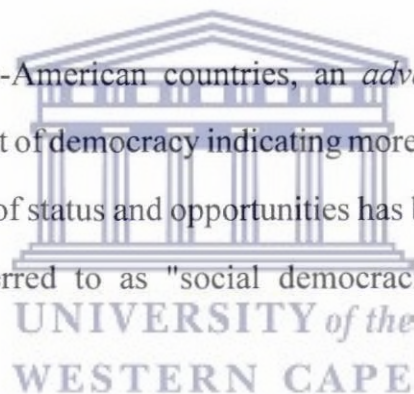 -American countries, an adv
t of democracy indicating more
of status and opportunities has b
rred to as "social democrac
UNIVERSITY of the
WESTERN CAPE